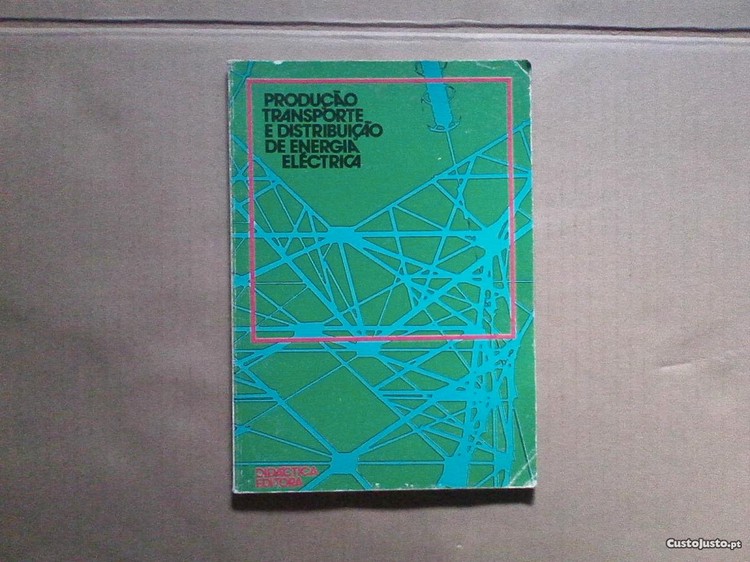 PRODUÇÃO
TRANSPORTE
E DISTRIBUIÇÃO
DE ENERGIA
ELÉCTRICA
DIDÁCTICA
EDITORA
CustoJusto.pt